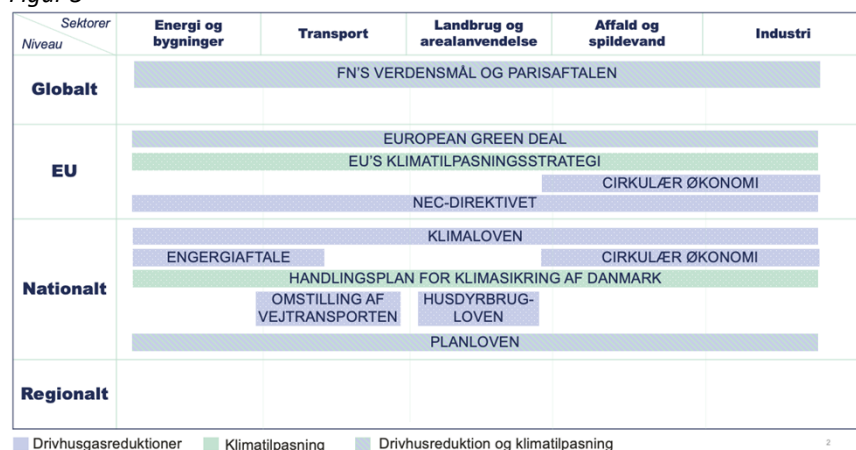 Sektorer
Niveau
Energi og
bygninger
Transport
Landbrug og
arealanvendelse
Affald og
spildevand
Industri
Globalt
FN'S VERDENSMÅL OG PARISAFTALEN
EU
EUROPEAN GREEN DEAL
EU'S KLIMATILPASNINGSSTRATEGI
CIRKULÆR ØKONOMI
NEC-DIREKTIVET
Nationalt
KLIMALOVEN
ENGERGIAFTALE
CIRKULÆR ØKONOMI
HANDLINGSPLAN FOR KLIMASIKRING AF DANMARK
OMSTILLING AF
VEJTRANSPORTEN
HUSDYRBRUG-
LOVEN
PLANLOVEN
Regionalt
Drivhusgasreduktioner
Klimatilpasning
Drivhusreduktion og klimatilpasning
2